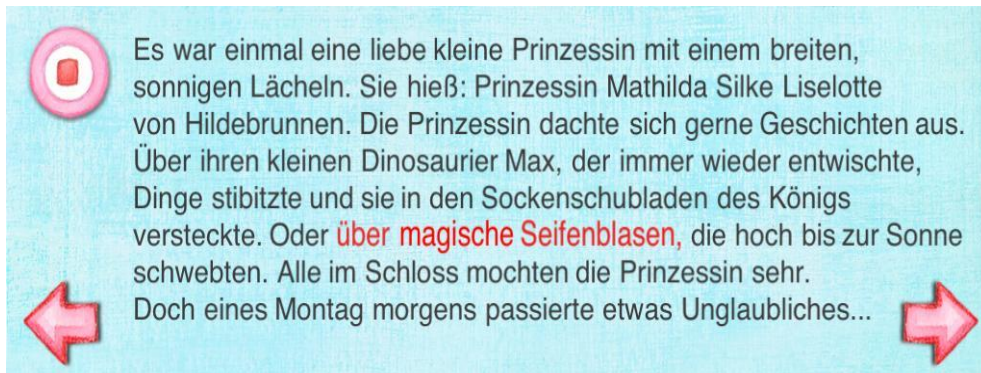 Es war einmal eine liebe kleine Prinzessin mit einem breiten,
sonnigen Lächeln. Sie hieß: Prinzessin Mathilda Silke Liselotte
von Hildebrunnen. Die Prinzessin dachte sich gerne Geschichten aus.
Über ihren kleinen Dinosaurier Max, der immer wieder entwischte,
Dinge stibitzte und sie in den Sockenschubladen des Königs
versteckte. Oder über magische Seifenblasen, die hoch bis zur Sonne
schwebten. Alle im Schloss mochten die Prinzessin sehr.
Doch eines Montag morgens passierte etwas Unglaubliches...